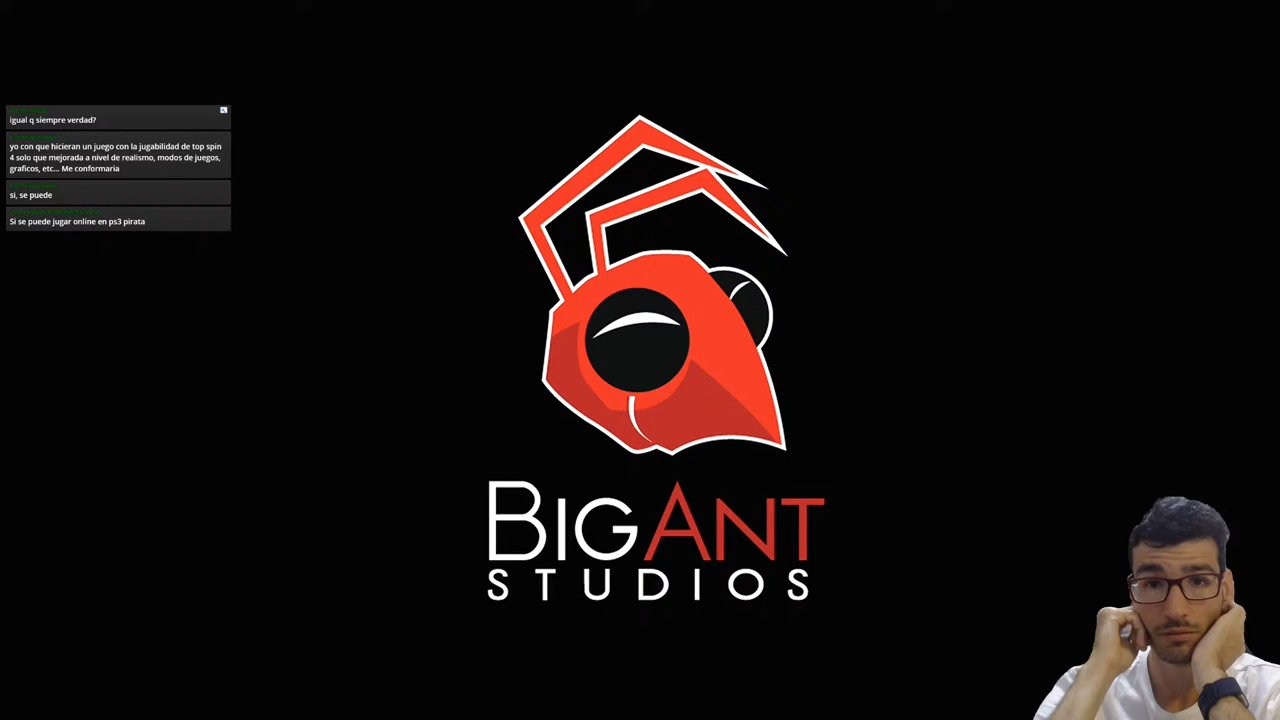 igual q siempre verdad?
yo con que hicieran un juego con la jugabilidad de top spin
4 solo que mejorada a nivel de realismo, modos de juegos,
graficos, etc... Me conformaria
si, se puede
Si se puede jugar online en ps3 pirata
BIGANT
STUDIOS